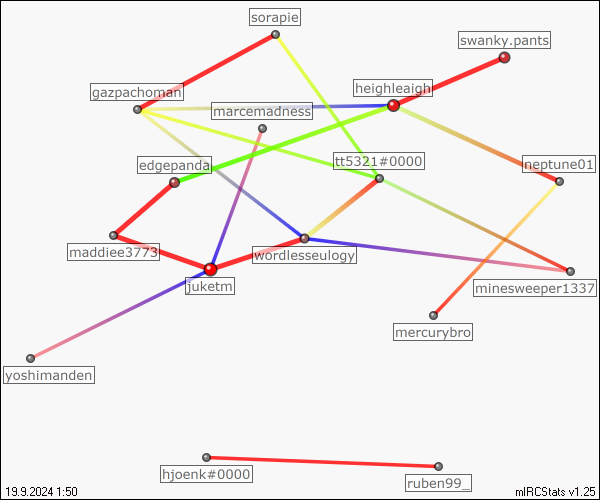 sorapie
swanky.pants
gazpachoman
heighleaigh
marcemadness
edgepanda
tt5321#0000
neptune01
maddiee3773
wordlesseulogy
juketm
minesweeper1337
mercurybro
yoshimanden
hjoenk#0000
ruben99_
19.9.2024 1:50
mIRCStats v1.25